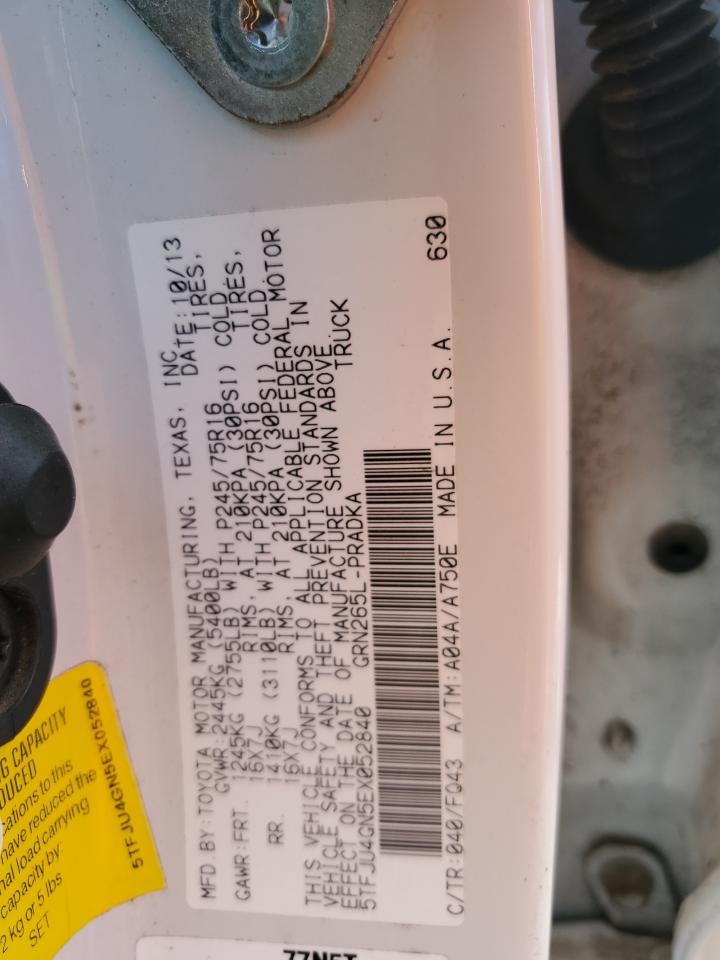 MFD.BY:TOYOTA MOTOR MANUFACTURING, TEXAS, INC.
GVWR:2445KG (5400LB) DATE:10/13
GAWR:FRT. 1245KG (2755LB) WITH P245/75R16 TIRES,
16X7J RIMS, AT 210KPA (30PSI) COLD
RR. 1410KG (3110LB) WITH P245/75R16 TIRES,
16X7J RIMS, AT 210KPA (30PSI) COLD
THIS VEHICLE CONFORMS TO ALL APPLICABLE FEDERAL MOTOR
VEHICLE SAFETY AND THEFT PREVENTION STANDARDS IN
EFFECT ON THE DATE OF MANUFACTURE SHOWN ABOVE.
5TFJU4GN5EX052840 GRN265L-PRADKA TRUCK
C/TR:040/FQ43 A/TM:A04A/A750E MADE IN U.S.A. 630
G CAPACITY
DUCED
cations to this
have reduced the
nal load carrying
capacity by:
2 kg or 5 lbs
SET
5TFJU4GN5EX052840